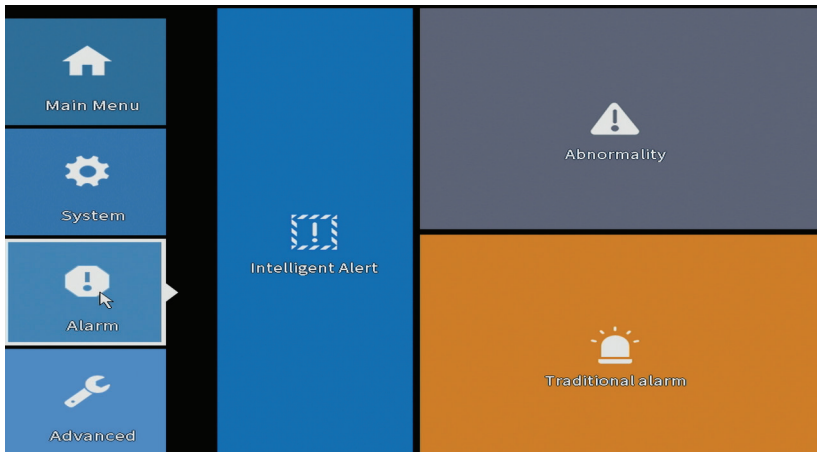 Main Menu
System
Alarm
Advanced
Intelligent Alert
Abnormality
Traditional alarm